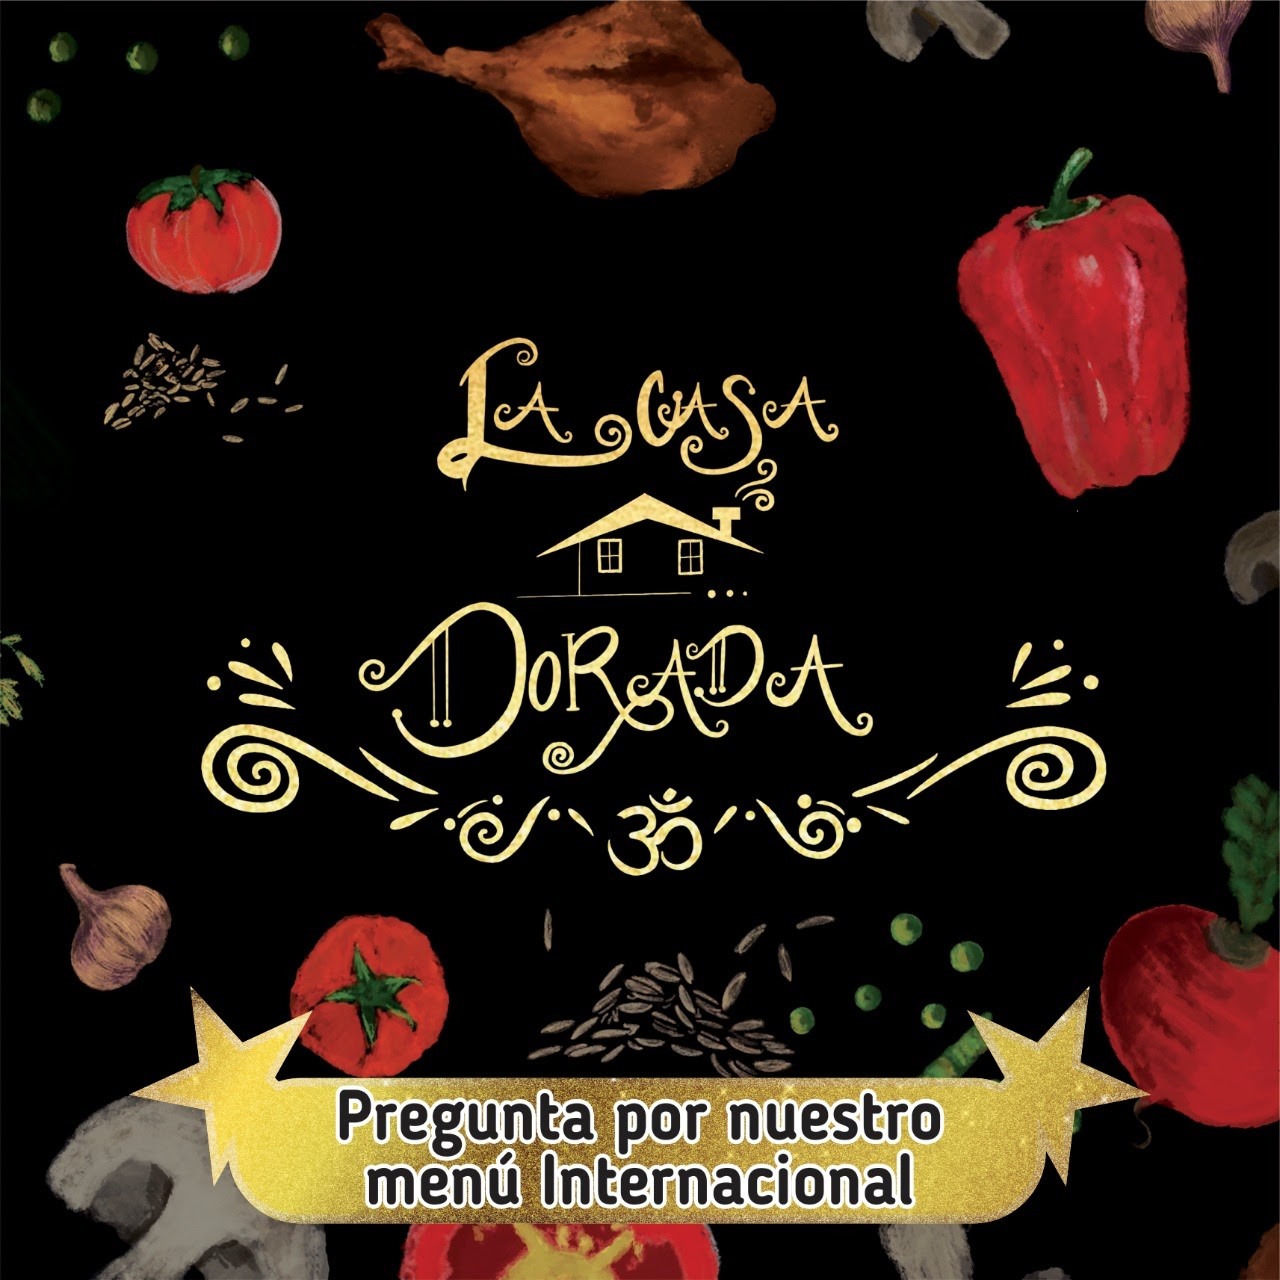 La Casa
Dorada
ॐ
Pregunta por nuestro
menú Internacional